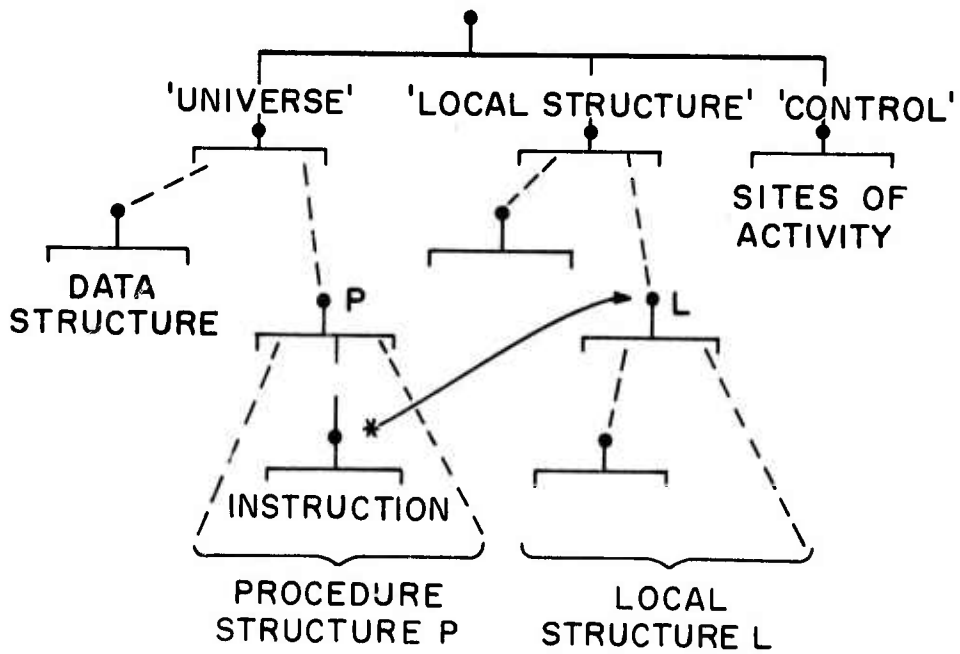 'UNIVERSE' 'LOCAL STRUCTURE' 'CONTROL'
SITES OF
ACTIVITY
DATA
STRUCTURE
P
L
*
INSTRUCTION
PROCEDURE
STRUCTURE P
LOCAL
STRUCTURE L